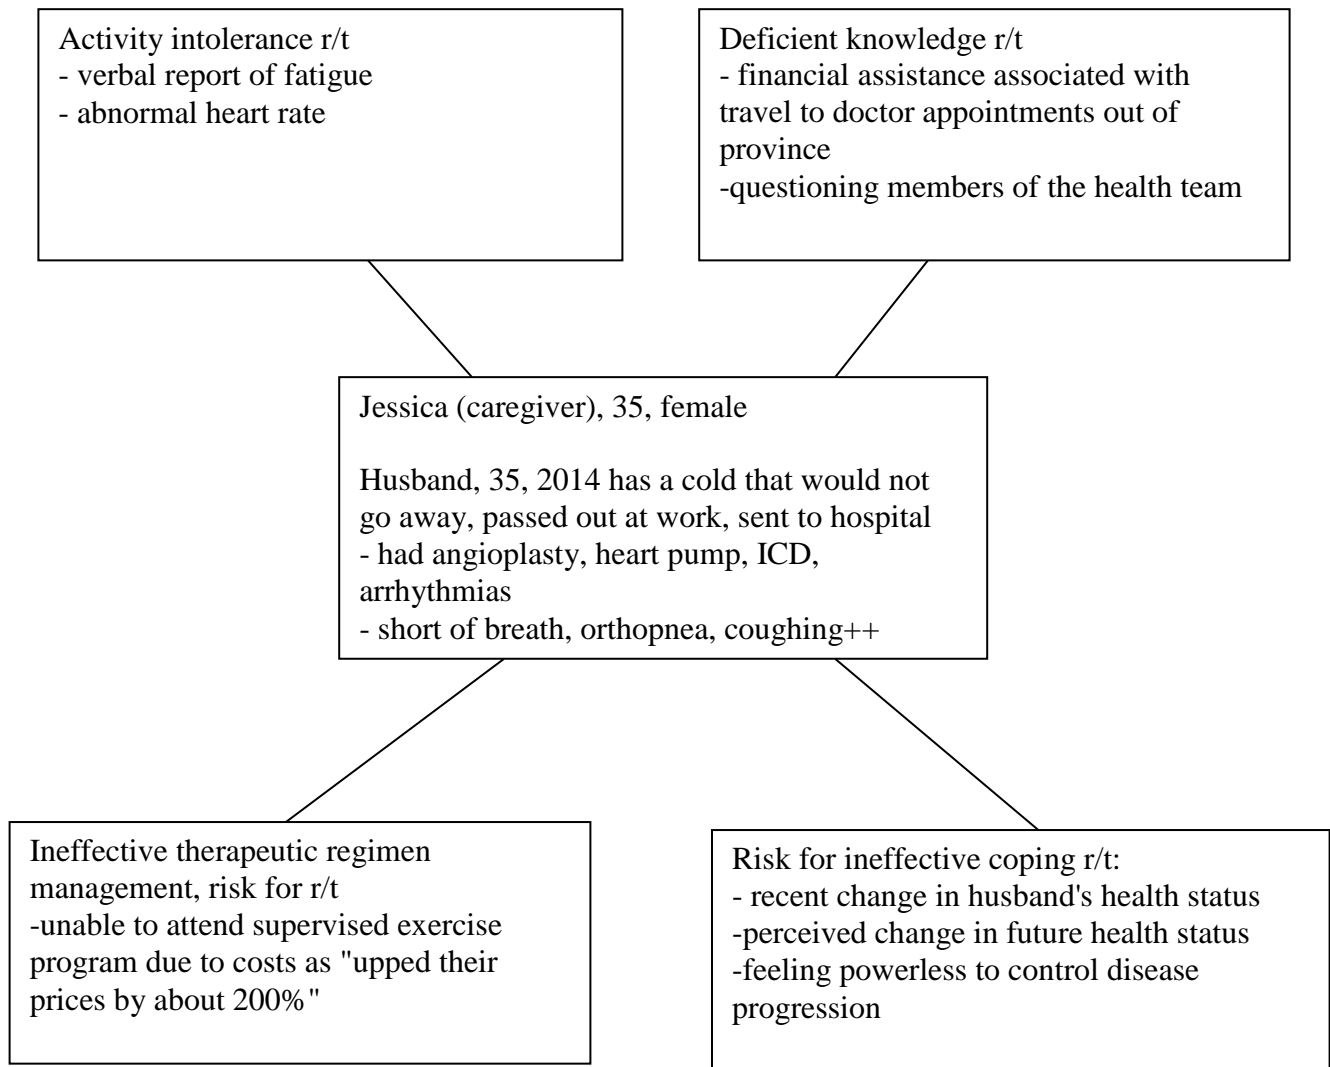 Activity intolerance r/t
- verbal report of fatigue
- abnormal heart rate
Deficient knowledge r/t
- financial assistance associated with
travel to doctor appointments out of
province
-questioning members of the health team
Jessica (caregiver), 35, female
Husband, 35, 2014 has a cold that would not
go away, passed out at work, sent to hospital
- had angioplasty, heart pump, ICD,
arrhythmias
- short of breath, orthopnea, coughing++
Ineffective therapeutic regimen
management, risk for r/t
-unable to attend supervised exercise
program due to costs as "upped their
prices by about 200%"
Risk for ineffective coping r/t:
- recent change in husband's health status
-perceived change in future health status
-feeling powerless to control disease
progression